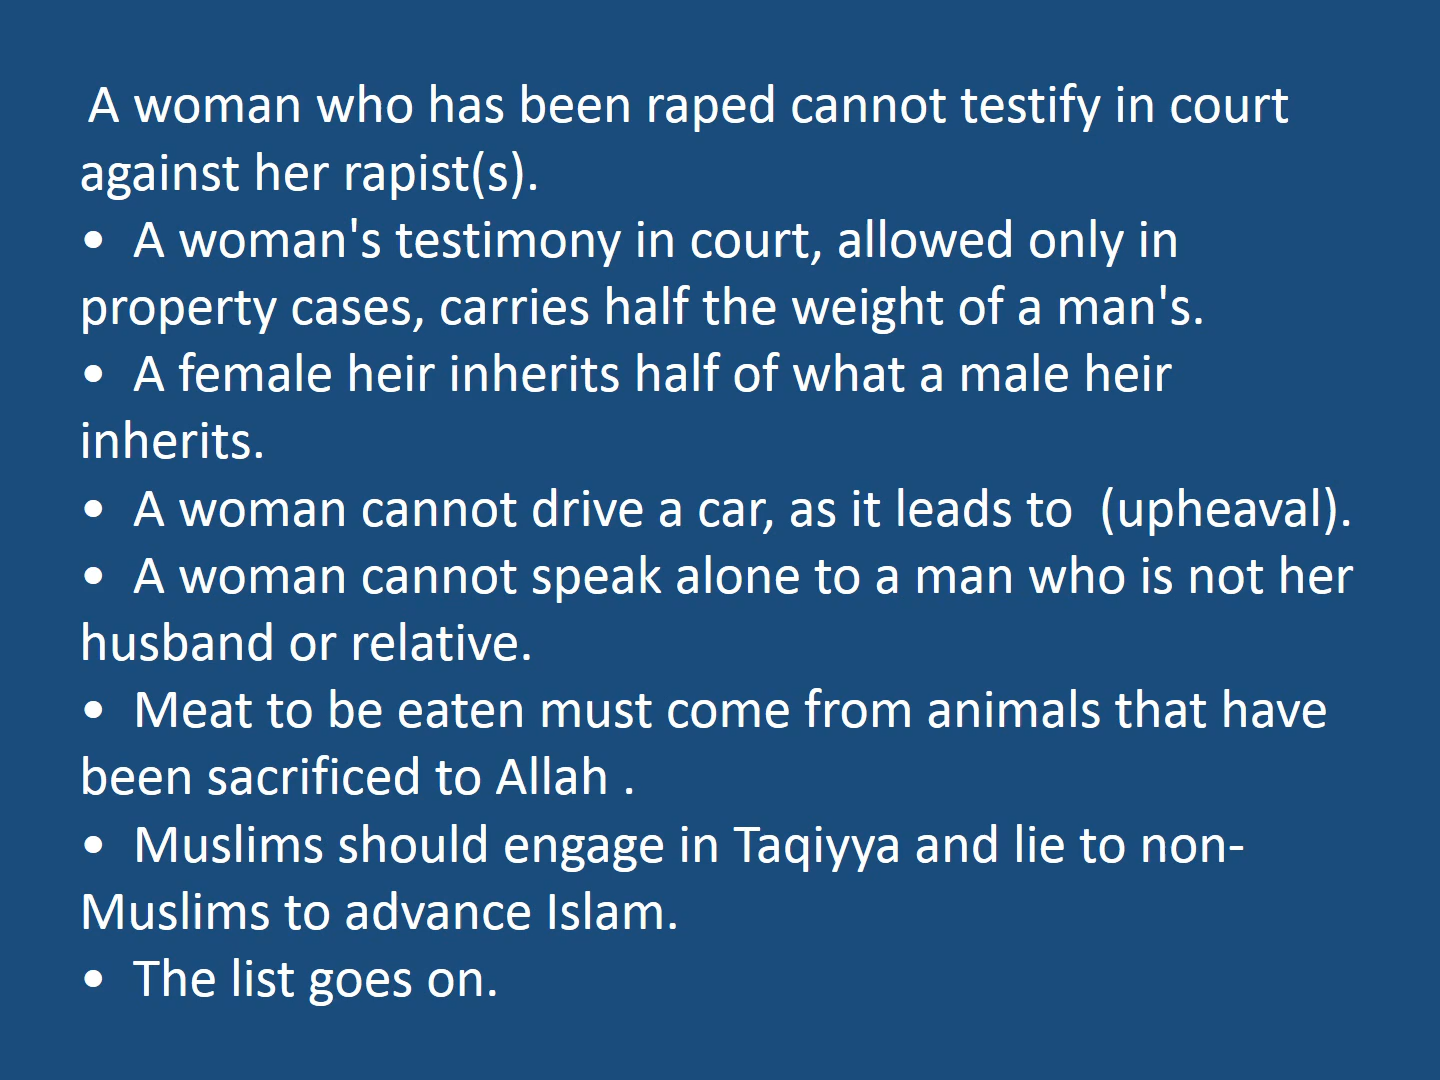 A woman who has been raped cannot testify in court
against her rapist(s).
• A woman's testimony in court, allowed only in
property cases, carries half the weight of a man's.
• A female heir inherits half of what a male heir
inherits.
• A woman cannot drive a car, as it leads to  (upheaval).
• A woman cannot speak alone to a man who is not her
husband or relative.
• Meat to be eaten must come from animals that have
been sacrificed to Allah .
• Muslims should engage in Taqiyya and lie to non-
Muslims to advance Islam.
• The list goes on.